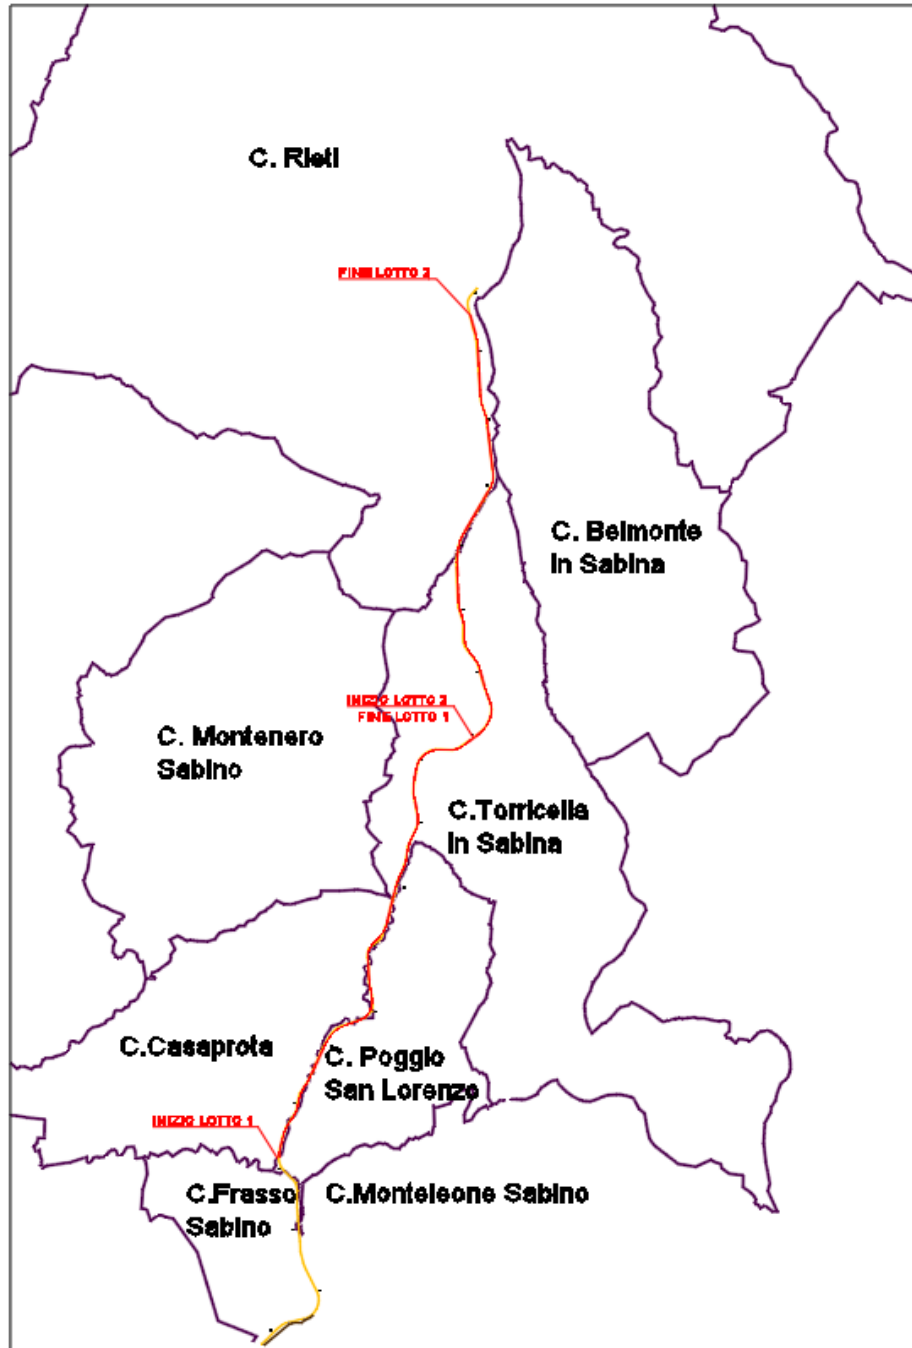 C. Rieti
FINE LOTTO 2
C. Belmonte
in Sabina
INIZIO LOTTO 2
FINE LOTTO 1
C. Montenero
Sabino
C.Torricella
in Sabina
C.Casaprota
C. Poggio
San Lorenzo
INIZIO LOTTO 1
C.Frasso
Sabino
C.Monteleone Sabino